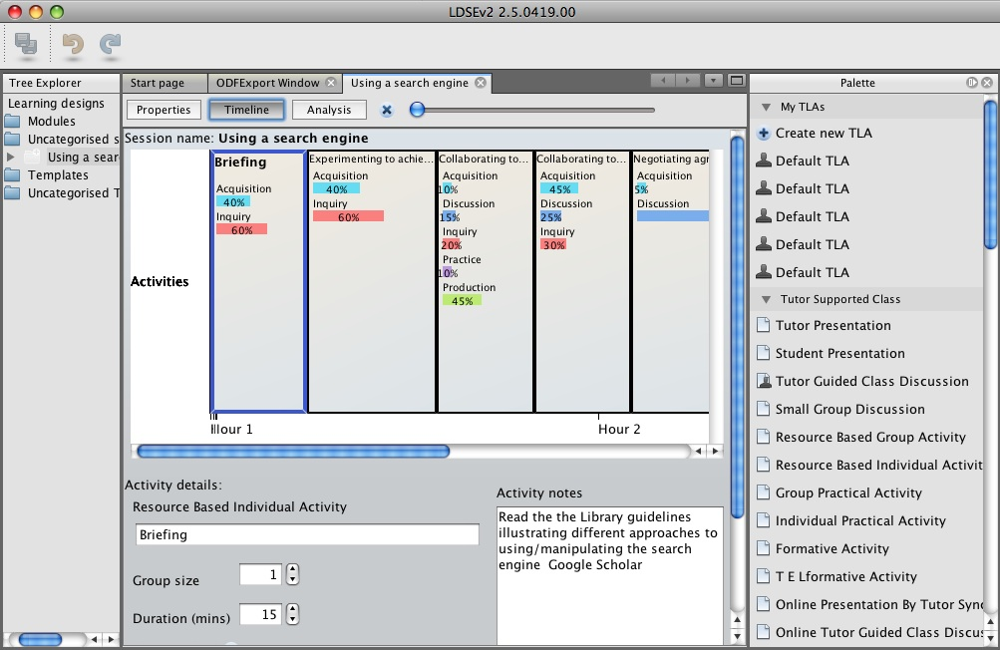 LDSEv2 2.5.0419.00
Tree Explorer
Learning designs
Modules
Uncategorised s
Using a sear
Templates
Uncategorised T
Start page
ODFExport Window
Using a search engine
Properties
Timeline
Analysis
Session name: Using a search engine
Activities
Briefing
Acquisition
40%
Inquiry
60%
Experimenting to achie...
Acquisition
40%
Inquiry
60%
Collaborating to...
Acquisition
10%
Discussion
15%
Inquiry
20%
Practice
10%
Production
45%
Collaborating to...
Acquisition
45%
Discussion
25%
Inquiry
30%
Negotiating agr
Acquisition
5%
Discussion
Hour 1
Hour 2
Activity details:
Resource Based Individual Activity
Briefing
Group size
1
Duration (mins)
15
Activity notes
Read the the Library guidelines
illustrating different approaches to
using/manipulating the search
engine Google Scholar
Palette
My TLAs
Create new TLA
Default TLA
Default TLA
Default TLA
Default TLA
Default TLA
Tutor Supported Class
Tutor Presentation
Student Presentation
Tutor Guided Class Discussion
Small Group Discussion
Resource Based Group Activity
Resource Based Individual Activit
Group Practical Activity
Individual Practical Activity
Formative Activity
T E Lformative Activity
Online Presentation By Tutor Sync
Online Tutor Guided Class Discus